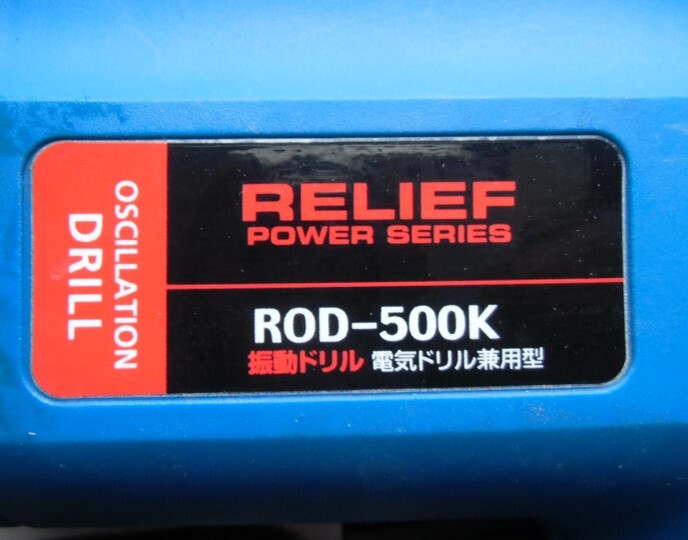 OSCILLATION
DRILL
RELIEF
POWER SERIES
ROD-500K
振動ドリル 電気ドリル兼用型